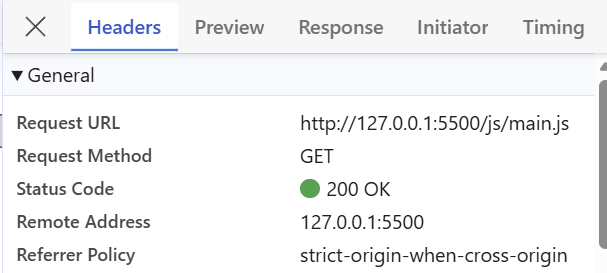 Headers Preview Response Initiator Timing
General
Request URL http://127.0.0.1:5500/js/main.js
Request Method GET
Status Code 200 OK
Remote Address 127.0.0.1:5500
Referrer Policy strict-origin-when-cross-origin